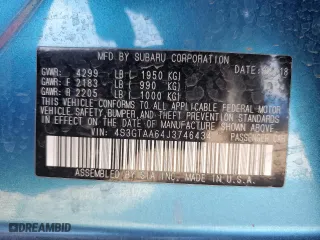 MFD BY SUBARU CORPORATION
GVWR: 4299 LB ( 1950 KG)
GAWR: F 2183 LB ( 990 KG)
GAWR: R 2205 LB ( 1000 KG)
THIS VEHICLE CONFORMS TO ALL APPLICABLE FEDERAL MOTOR
VEHICLE SAFETY, BUMPER, AND THEFT PREVENTION STANDARDS
IN EFFECT ON THE DATE OF MANUFACTURE SHOWN ABOVE.
VIN:
PASSENGER
ASSEMBLED BY SIA INC. MADE IN U.S.A.
DREAMBID